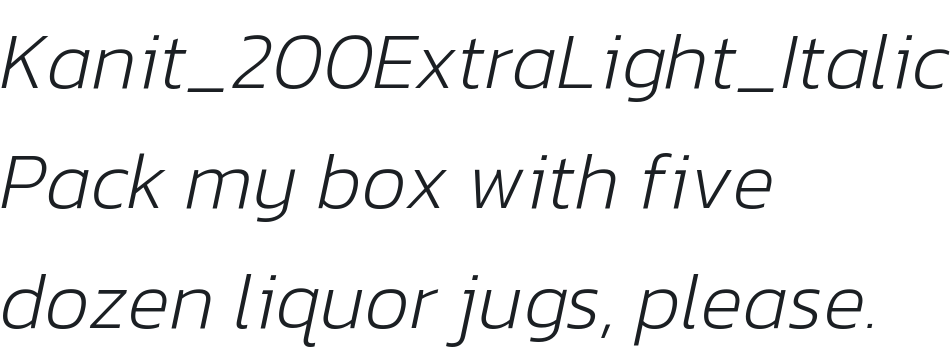 Kanit_200ExtraLight_Italic
Pack my box with five
dozen liquor jugs, please.